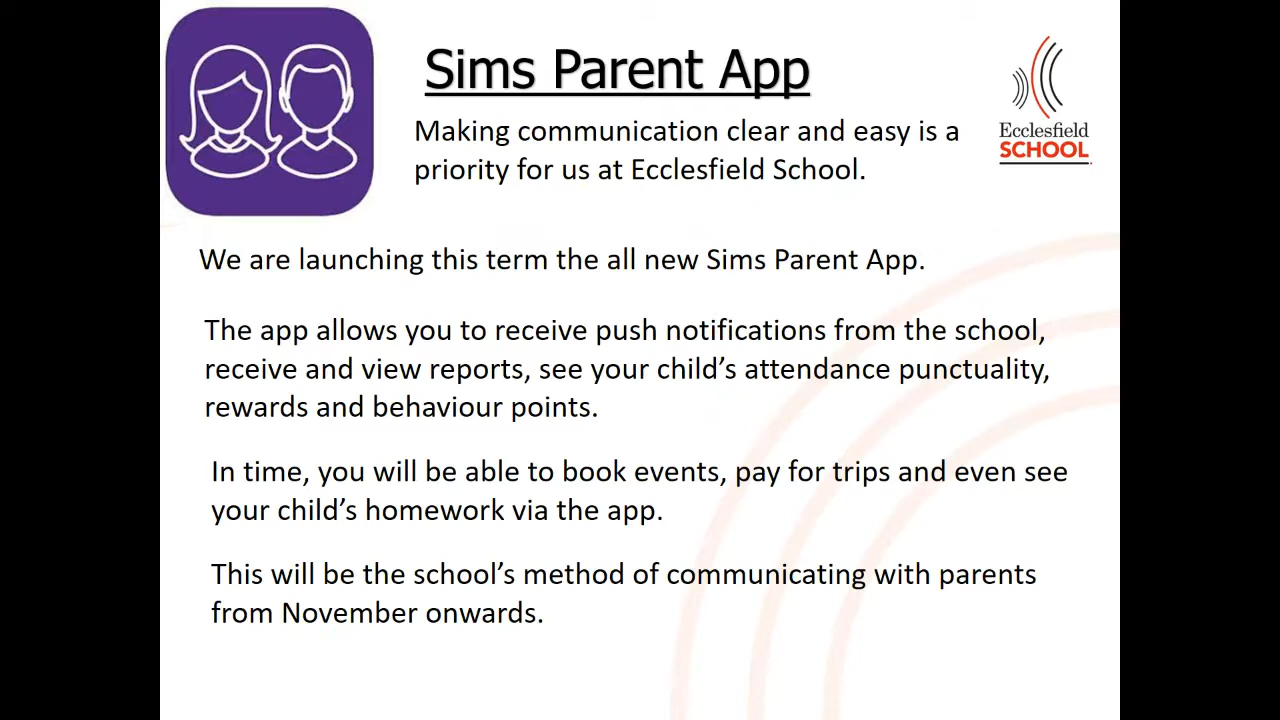 Sims Parent App
Making communication clear and easy is a
priority for us at Ecclesfield School.
Ecclesfield
SCHOOL
We are launching this term the all new Sims Parent App.
The app allows you to receive push notifications from the school,
receive and view reports, see your child’s attendance punctuality,
rewards and behaviour points.
In time, you will be able to book events, pay for trips and even see
your child’s homework via the app.
This will be the school’s method of communicating with parents
from November onwards.